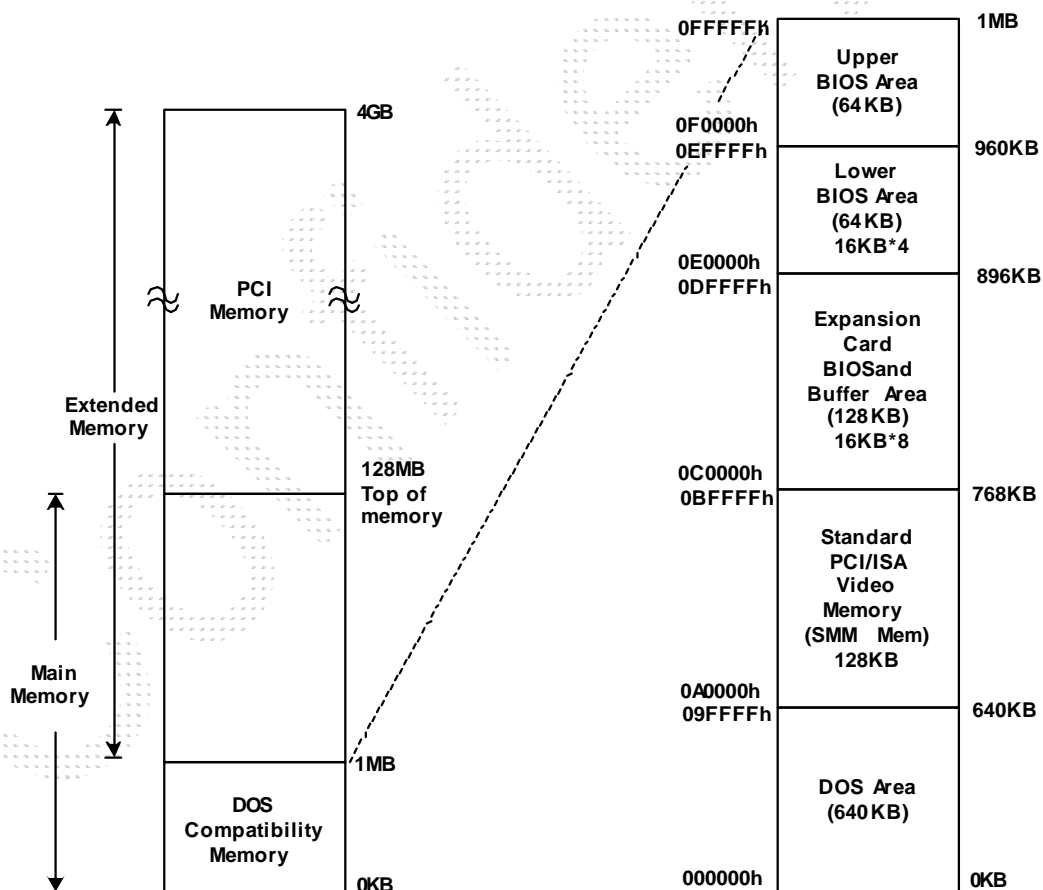 4GB
PCI
Memory
Extended
Memory
128MB
Top of
memory
Main
Memory
1MB
DOS
Compatibility
Memory
0KB
0FFFFFh
1MB
Upper
BIOS Area
(64KB)
0F0000h
0EFFFFh
960KB
Lower
BIOS Area
(64KB)
16KB*4
0E0000h
0DFFFFh
896KB
Expansion
Card
BIOSand
Buffer Area
(128KB)
16KB*8
0C0000h
0BFFFFh
768KB
Standard
PCI/ISA
Video
Memory
(SMM Mem)
128KB
0A0000h
09FFFFh
640KB
DOS Area
(640KB)
000000h
0KB